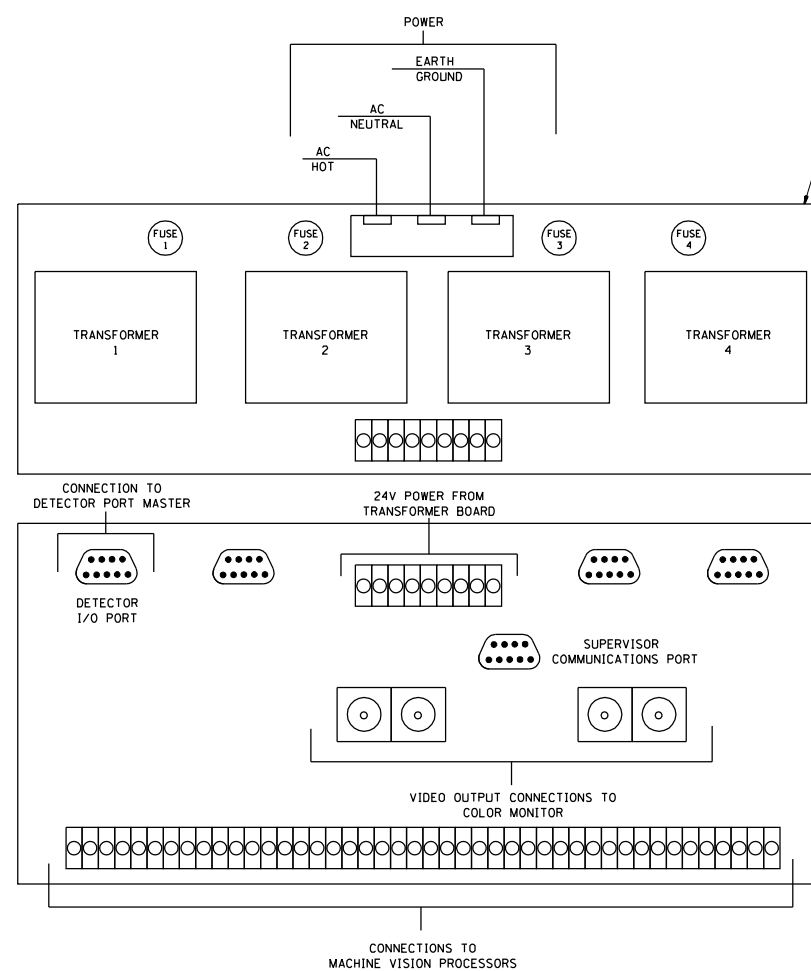 POWER
EARTH
GROUND
AC
NEUTRAL
AC
HOT
FUSE
1
FUSE
2
FUSE
3
FUSE
4
TRANSFORMER
1
TRANSFORMER
2
TRANSFORMER
3
TRANSFORMER
4
CONNECTION TO
DETECTOR PORT MASTER
24V POWER FROM
TRANSFORMER BOARD
DETECTOR
I/O PORT
SUPERVISOR
COMMUNICATIONS PORT
VIDEO OUTPUT CONNECTIONS TO
COLOR MONITOR
CONNECTIONS TO
MACHINE VISION PROCESSORS